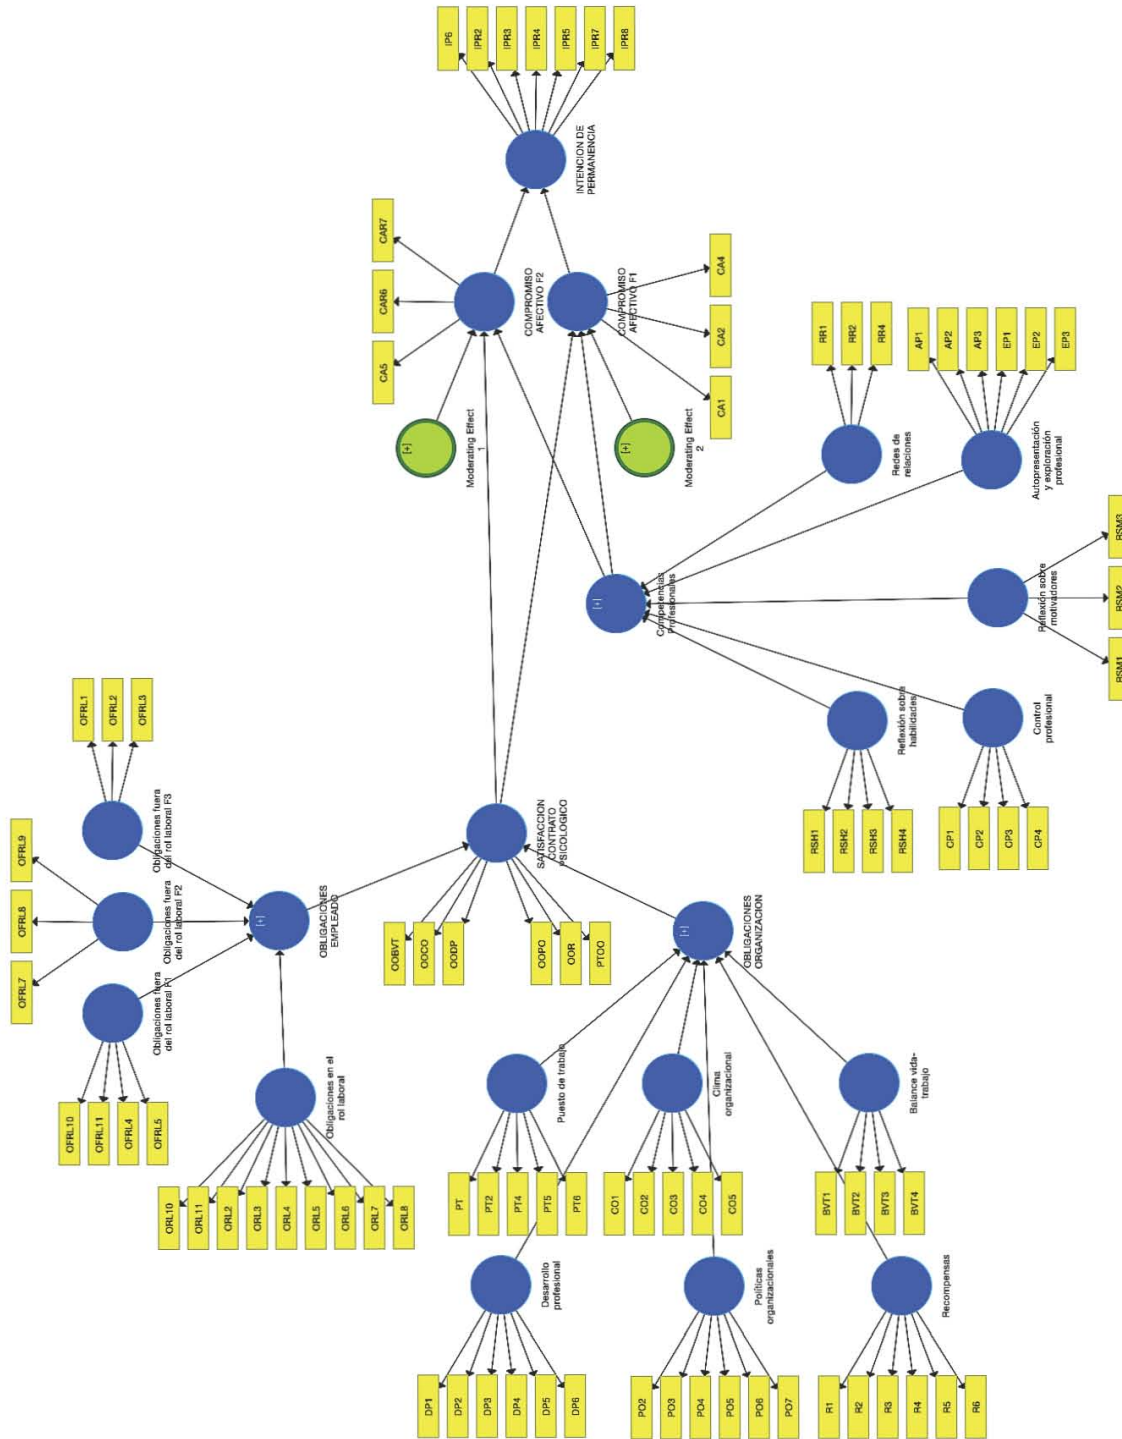 DP1
DP2
DP3
DP4
DP5
DP6
Desarrollo
profesional
PO2
PO3
PO4
PO5
PO6
PO7
Políticas
organizacionales
R1
R2
R3
R4
R5
R6
Recompensas
ORL10
ORL11
ORL2
ORL3
ORL4
ORL5
ORL6
ORL7
ORL8
Obligaciones en el
rol laboral
PT
PT2
PT4
PT5
PT6
Puesto de trabajo
CO1
CO2
CO3
CO4
CO5
Clima
organizacional
BVT1
BVT2
BVT3
BVT4
Balance vida-
trabajo
OFRL10
OFRL11
OFRL4
OFRL5
Obligaciones fuera
del rol laboral F1
OFRL7
OFRL8
OFRL9
Obligaciones fuera
del rol laboral F2
OFRL1
OFRL2
OFRL3
Obligaciones fuera
del rol laboral F3
[+]
OBLIGACIONES
EMPLEADO
[+]
OBLIGACIONES
ORGANIZACION
OOBVT
OOCO
OODP
OOPO
OOR
PTOO
SATISFACCION
CONTRATO
PSICOLOGICO
RSH1
RSH2
RSH3
RSH4
Reflexión sobre
habilidades
CP1
CP2
CP3
CP4
Control
profesional
RSM1
RSM2
RSM3
Reflexión sobre
motivadores
[+]
Competencias
profesionales
RR1
RR2
RR4
Redes de
relaciones
AP1
AP2
AP3
EP1
EP2
EP3
Autopresentación
y exploración
profesional
[+]
Moderating Effect
1
[+]
Moderating Effect
2
CA5
CAR6
CAR7
COMPROMISO
AFECTIVO F2
CA1
CA2
CA4
COMPROMISO
AFECTIVO F1
IP6
IPR2
IPR3
IPR4
IPR5
IPR7
IPR8
INTENCION DE
PERMANENCIA